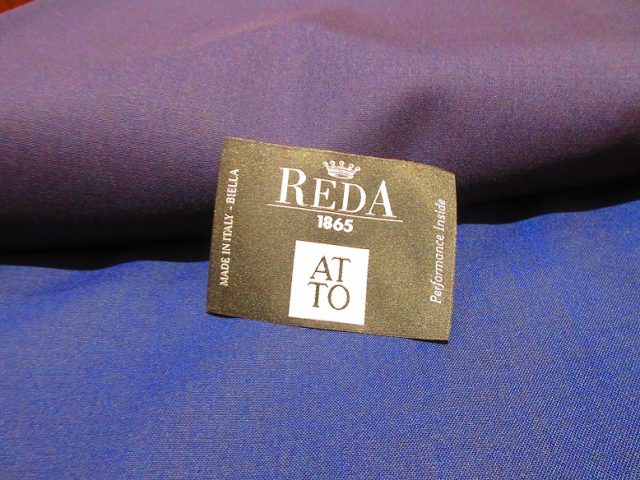 MADE IN ITALY - BIELLA
REDA
1865
AT
TO
Performance Inside